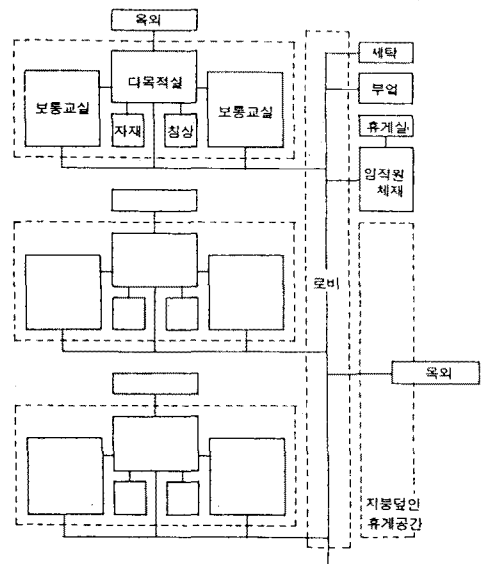 옥외
다목적실
보통교실
보통교실
자재
침상
세탁
부엌
휴게실
임직원
체재
로비
옥외
지붕덮인
휴게공간